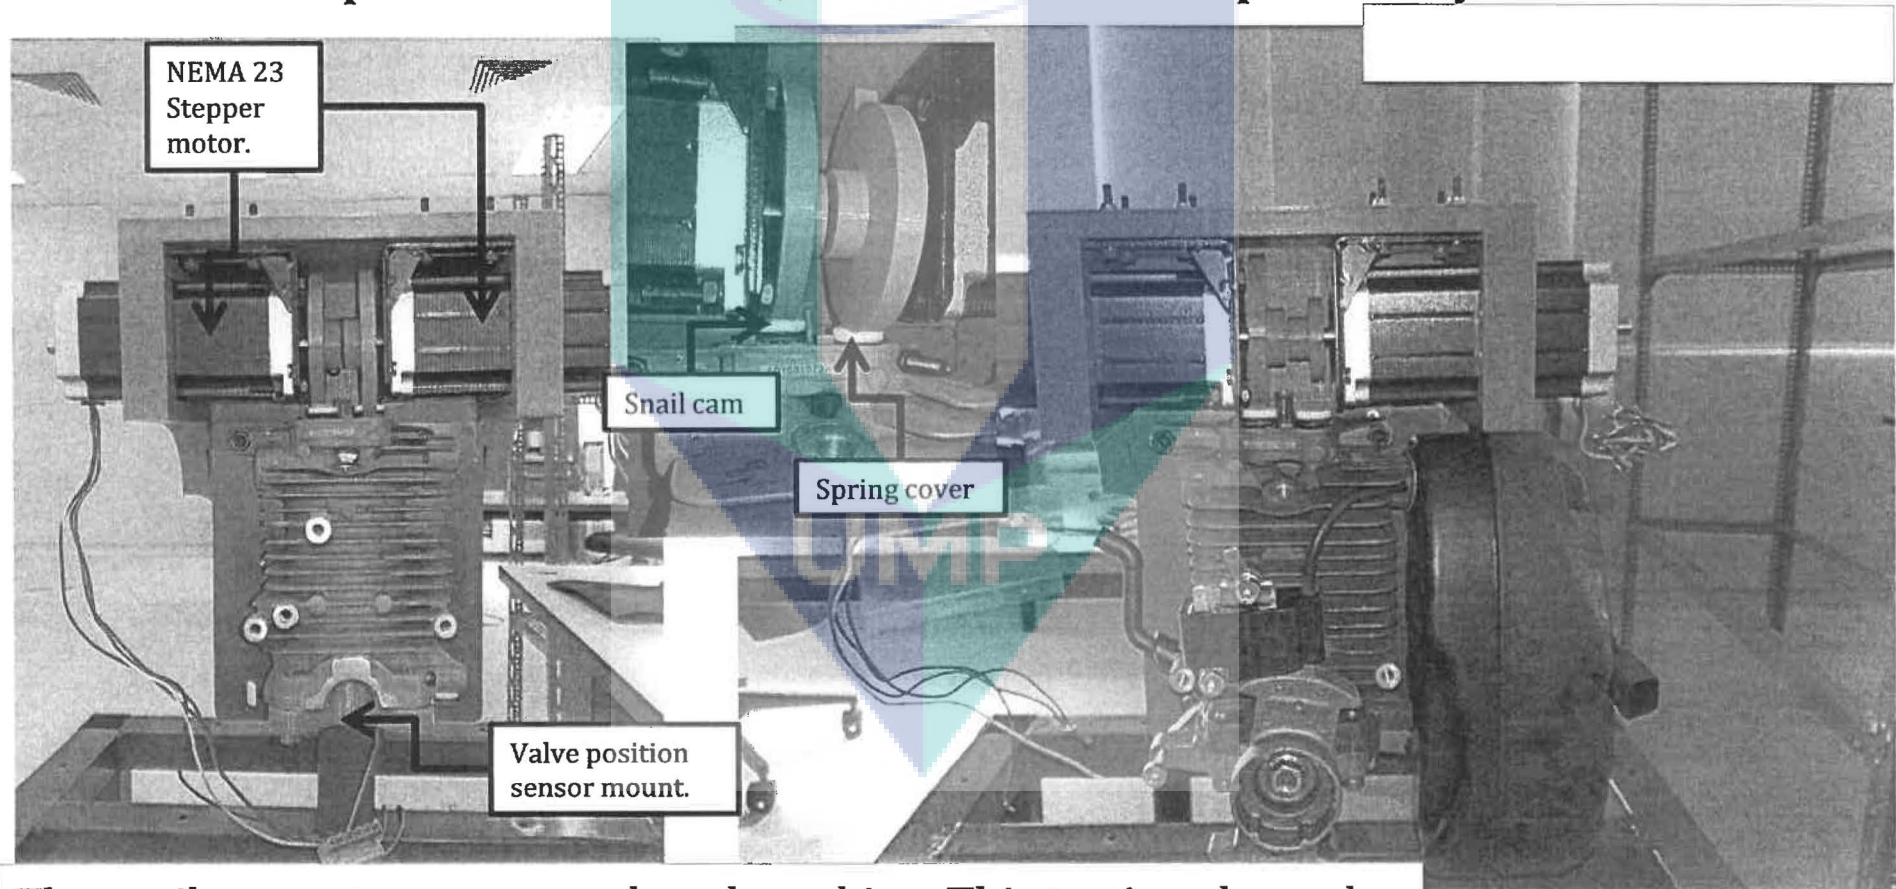 NEMA 23
Stepper
motor.
Snail cam
Spring cover
UMP
Valve position
sensor mount.